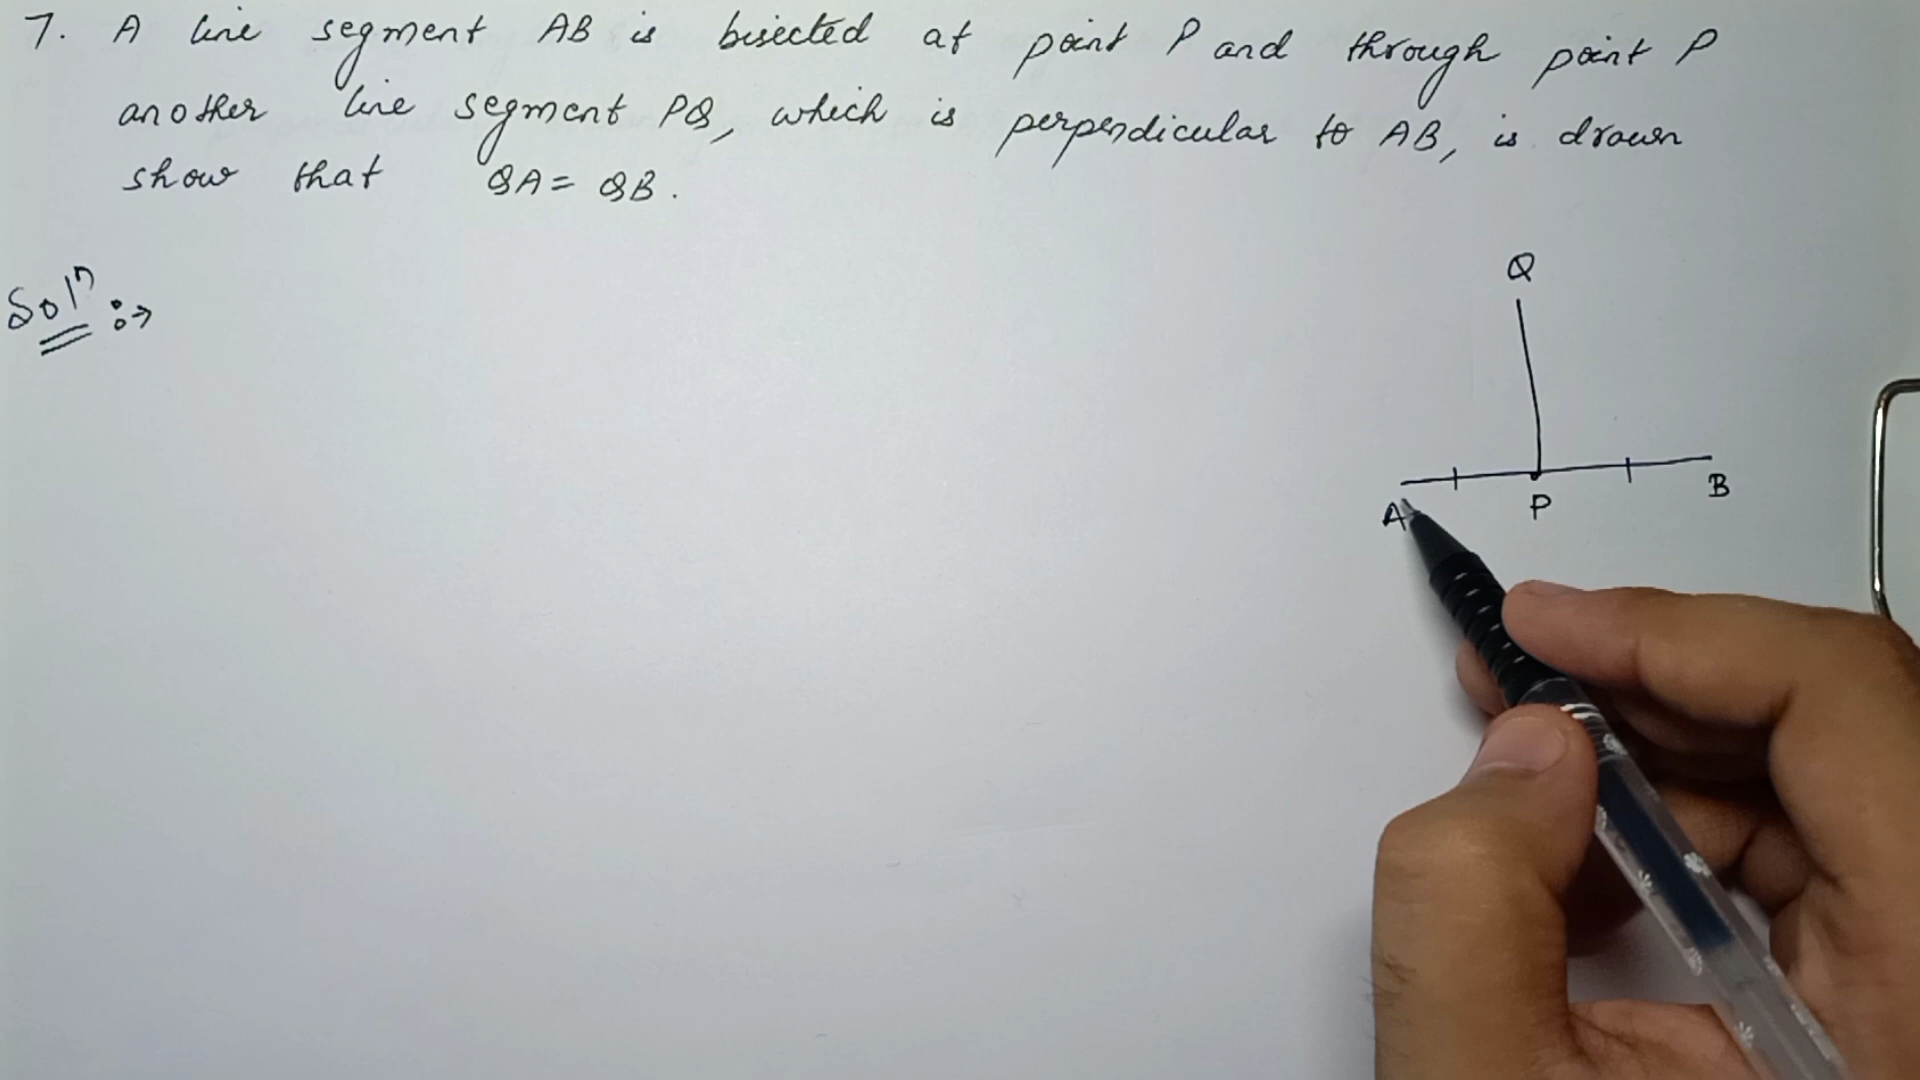 7. A line segment AB is bisected at point P and through point P
another line segment PQ, which is perpendicular to AB, is drawn
show that QA = QB.
Soln :→
Q
A P B